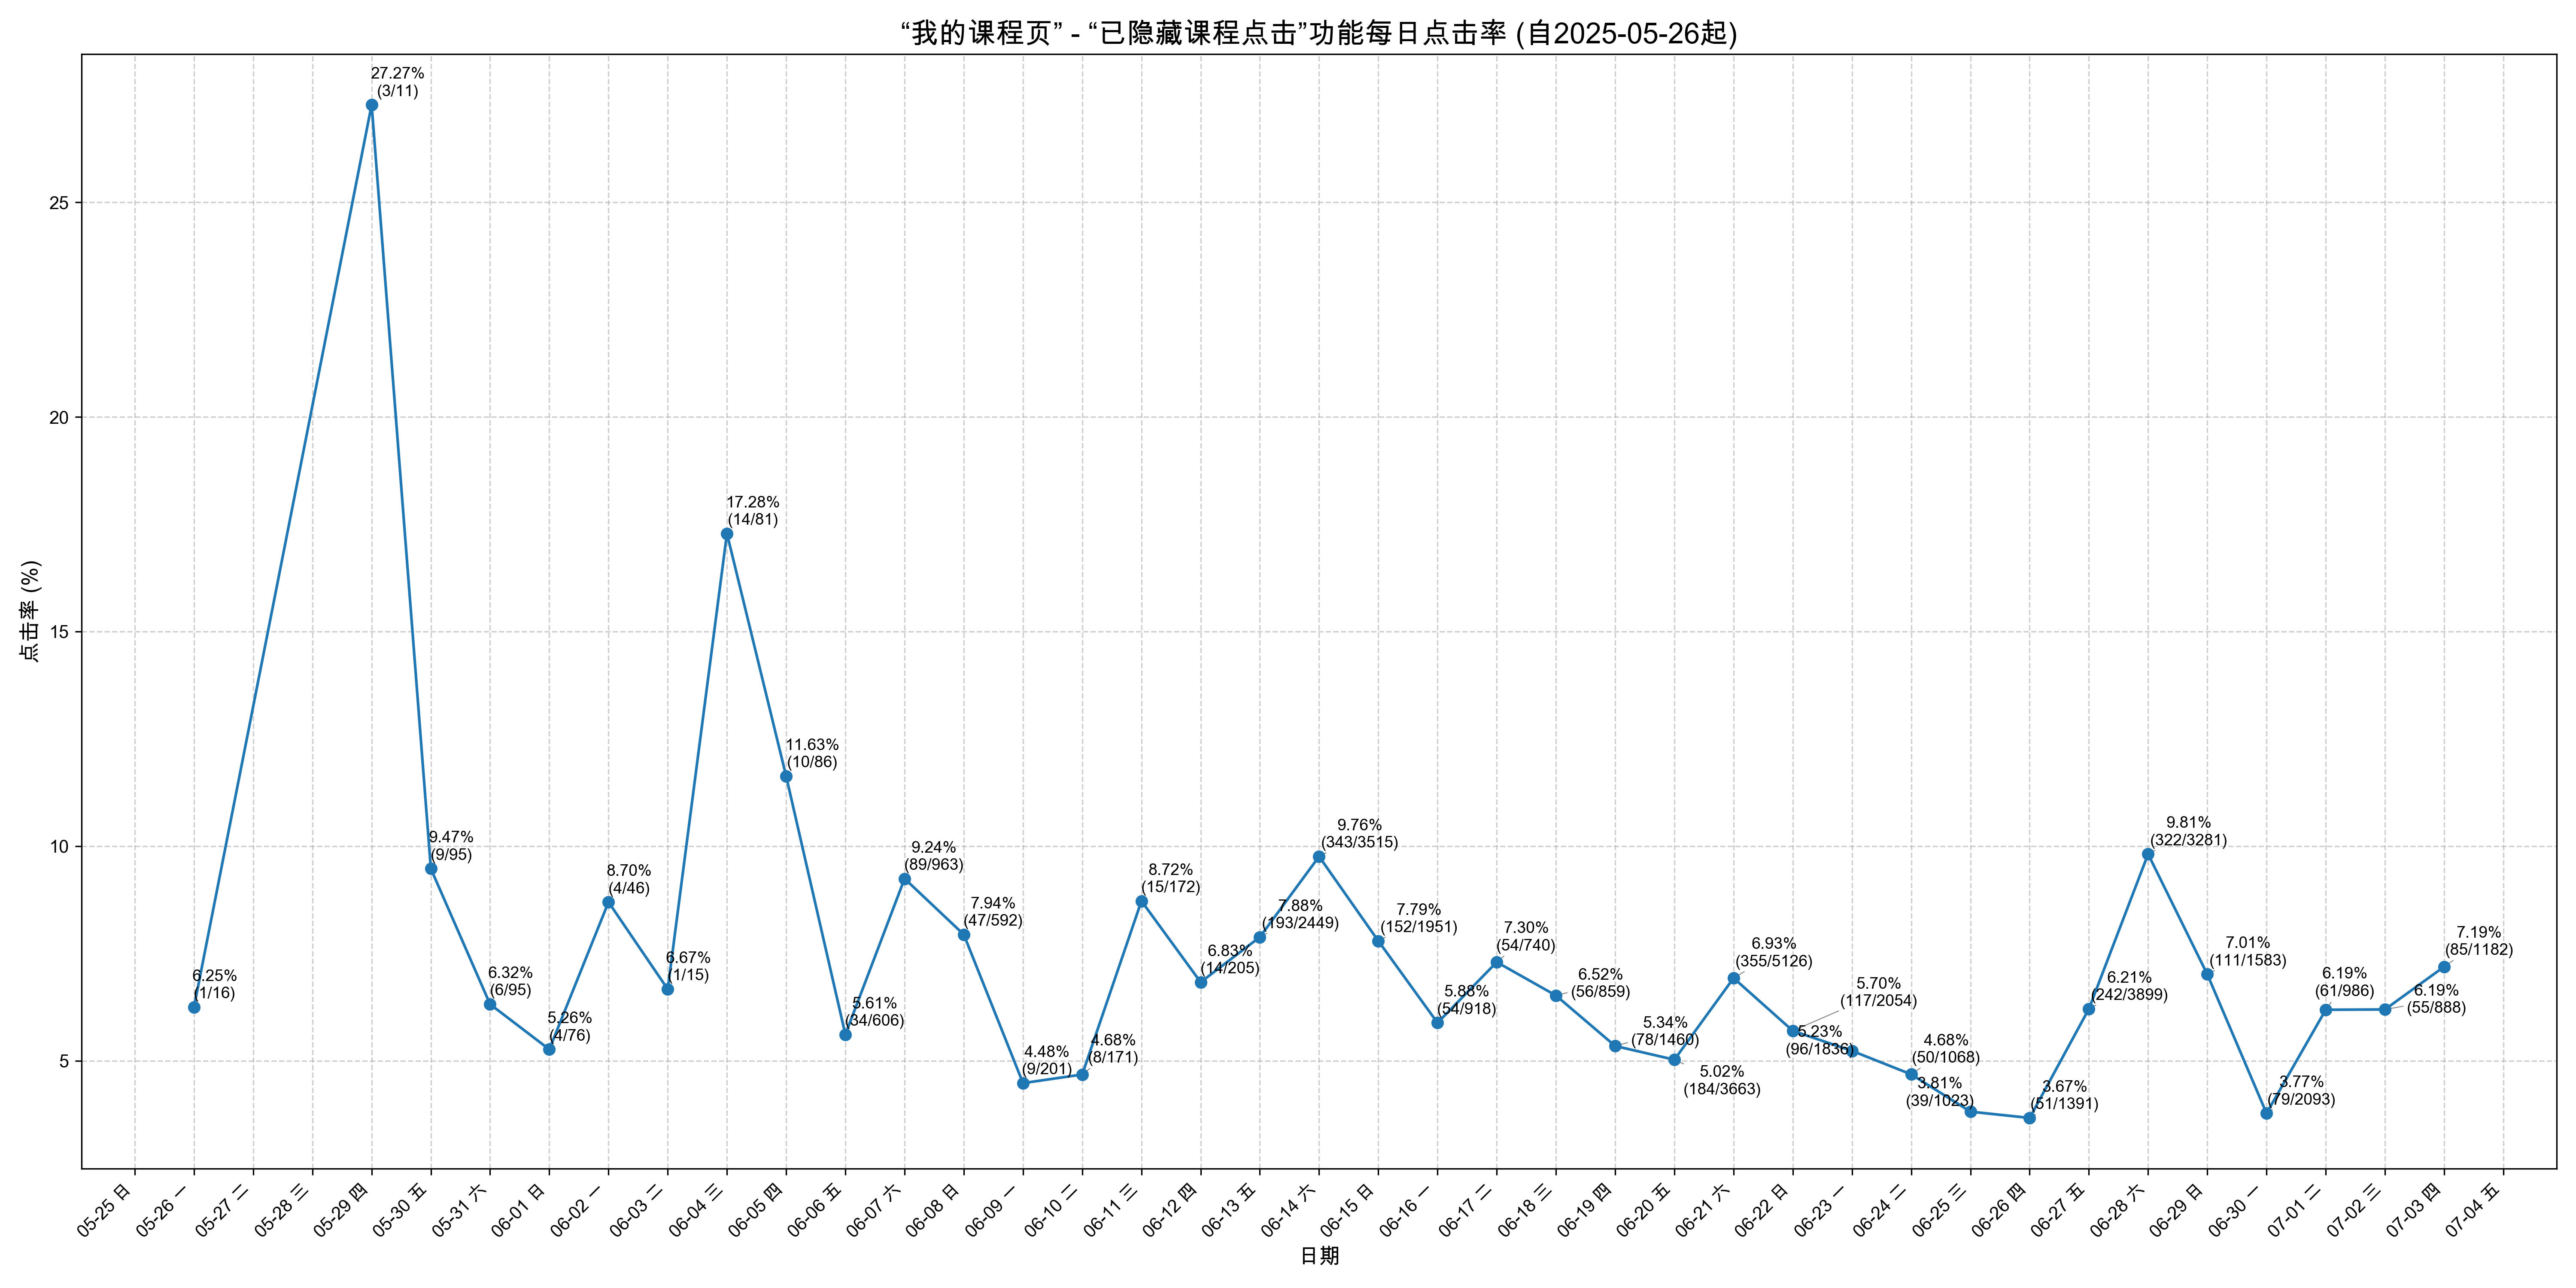 “我的课程页” - “已隐藏课程点击”功能每日点击率 (自2025-05-26起)
点击率 (%)
25
20
15
10
5
27.27%
(3/11)
17.28%
(14/81)
11.63%
(10/86)
9.47%
(9/95)
6.25%
(1/16)
6.32%
(6/95)
5.26%
(4/76)
8.70%
(4/46)
6.67%
(1/15)
5.61%
(34/606)
9.24%
(89/963)
7.94%
(47/592)
4.48%
(9/201)
4.68%
(8/171)
8.72%
(15/172)
6.83%
(14/205)
7.88%
(193/2449)
9.76%
(343/3515)
7.79%
(152/1951)
5.88%
(54/918)
7.30%
(54/740)
6.52%
(56/859)
5.34%
(78/1460)
5.02%
(184/3663)
6.93%
(355/5126)
5.70%
(117/2054)
5.23%
(96/1836)
4.68%
(50/1068)
3.81%
(39/1023)
3.67%
(51/1391)
6.21%
(242/3899)
9.81%
(322/3281)
7.01%
(111/1583)
3.77%
(79/2093)
6.19%
(61/986)
6.19%
(55/888)
7.19%
(85/1182)
05-25 日
05-26 一
05-27 二
05-28 三
05-29 四
05-30 五
05-31 六
06-01 日
06-02 一
06-03 二
06-04 三
06-05 四
06-06 五
06-07 六
06-08 日
06-09 一
06-10 二
06-11 三
06-12 四
06-13 五
06-14 六
06-15 日
06-16 一
06-17 二
06-18 三
06-19 四
06-20 五
06-21 六
06-22 日
06-23 一
06-24 二
06-25 三
06-26 四
06-27 五
06-28 六
06-29 日
06-30 一
07-01 二
07-02 三
07-03 四
07-04 五
日期